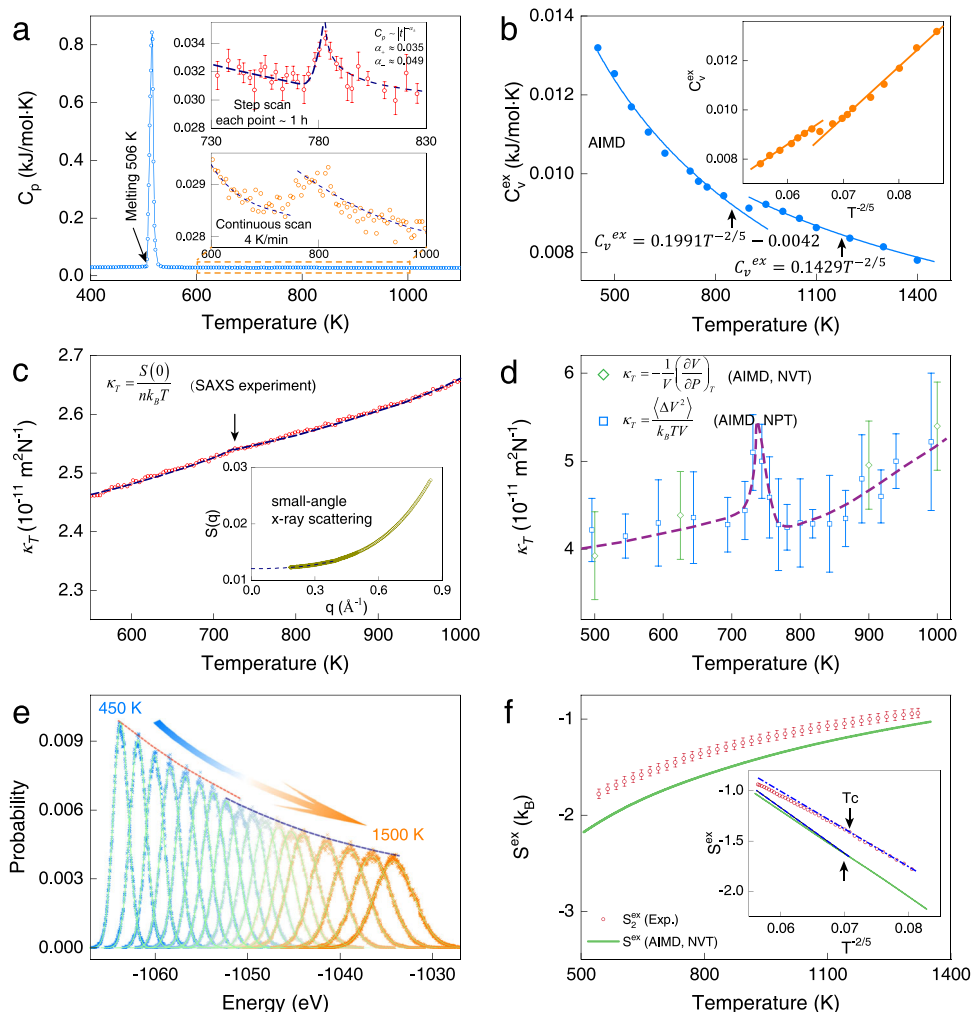 a
C_p (kJ/mol·K)
0.8
0.6
0.4
0.2
0.0
400
600
800
1000
Temperature (K)
Melting 506 K
0.036
0.034
0.032
0.030
0.028
730
780
830
C_p ~ |t|^-α±
α₊ ≈ 0.035
α₋ ≈ 0.049
Step scan
each point ~ 1 h
0.029
0.028
600
800
1000
Continuous scan
4 K/min
b
C_v^ex (kJ/mol·K)
0.014
0.012
0.010
0.008
600
800
1000
1200
1400
Temperature (K)
AIMD
C_v^ex = 0.1991T^-2/5 − 0.0042
C_v^ex = 0.1429T^-2/5
C_v^ex
0.012
0.010
0.008
0.06
0.07
0.08
T^-2/5
c
κ_T (10^-11 m²N^-1)
2.7
2.6
2.5
2.4
2.3
600
700
800
900
1000
Temperature (K)
κ_T = S(0) / nk_BT (SAXS experiment)
S(q)
0.03
0.02
0.01
0.0
0.3
0.6
0.9
q (Å^-1)
small-angle
x-ray scattering
d
κ_T (10^-11 m²N^-1)
6
5
4
500
600
700
800
900
1000
Temperature (K)
κ_T = −1/V (∂V/∂P)_T (AIMD, NVT)
κ_T = ⟨ΔV²⟩ / k_BTV (AIMD, NPT)
e
Probability
0.009
0.006
0.003
0.000
-1060
-1050
-1040
-1030
Energy (eV)
450 K
1500 K
f
S^ex (k_B)
-1
-2
-3
500
800
1100
1400
Temperature (K)
S_2^ex (Exp.)
S^ex (AIMD, NVT)
S^ex
-1.0
-1.5
-2.0
0.06
0.07
0.08
T^-2/5
Tc